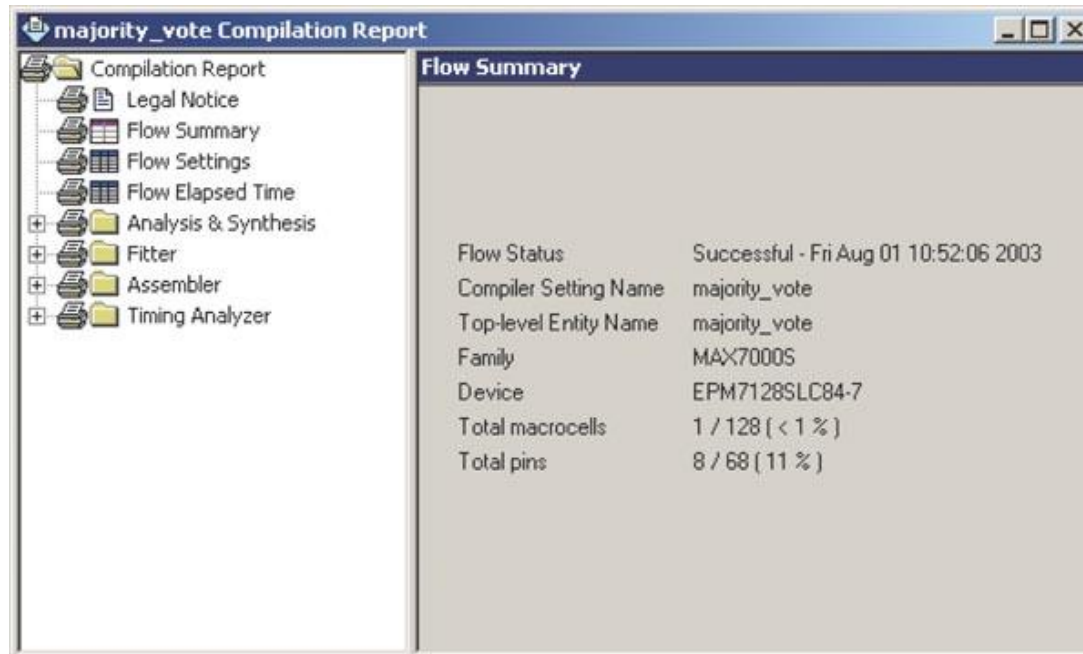 majority_vote Compilation Report
Compilation Report
Legal Notice
Flow Summary
Flow Settings
Flow Elapsed Time
Analysis & Synthesis
Fitter
Assembler
Timing Analyzer
Flow Summary
Flow Status Successful - Fri Aug 01 10:52:06 2003
Compiler Setting Name majority_vote
Top-level Entity Name majority_vote
Family MAX7000S
Device EPM7128SLC84-7
Total macrocells 1 / 128 ( < 1 % )
Total pins 8 / 68 ( 11 % )